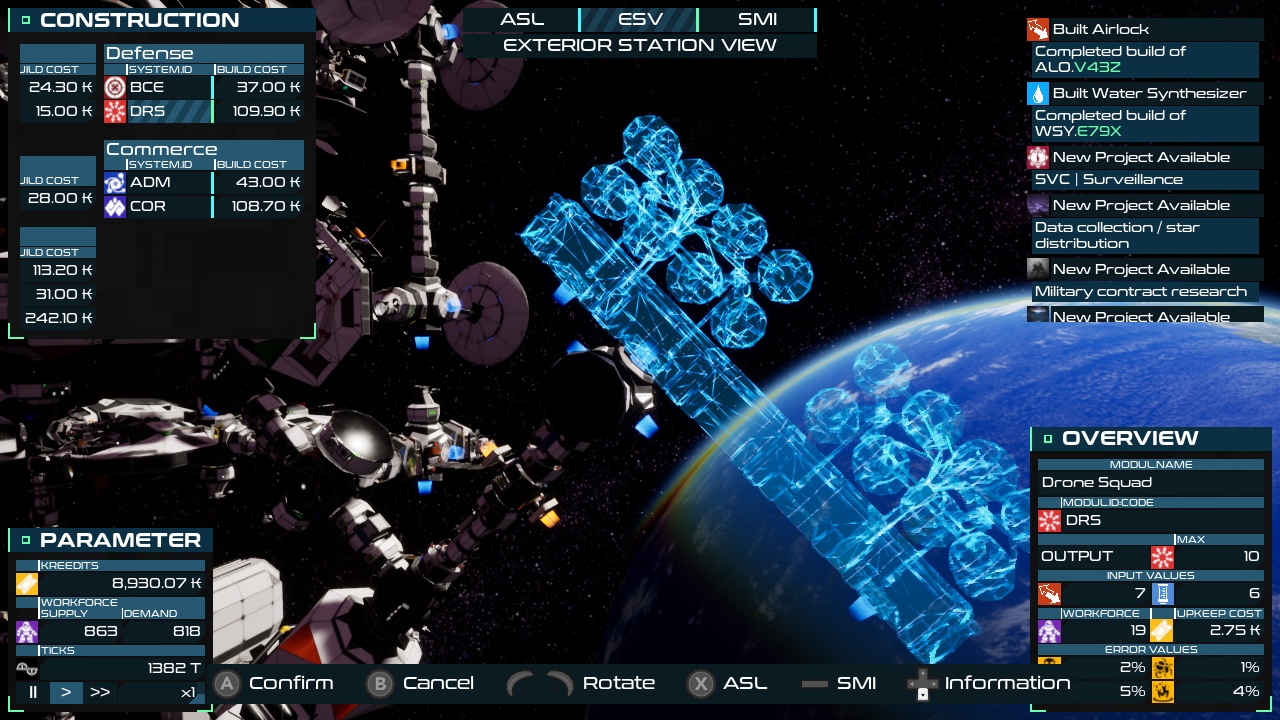 CONSTRUCTION
UILD COST
24.30 K
15.00 K
UILD COST
28.00 K
UILD COST
113.20 K
31.00 K
242.10 K
Defense
SYSTEM.ID BUILD COST
BCE 37.00 K
DRS 109.90 K
Commerce
SYSTEM.ID BUILD COST
ADM 43.00 K
COR 108.70 K
ASL ESV SMI
EXTERIOR STATION VIEW
Built Airlock
Completed build of
ALO.V43Z
Built Water Synthesizer
Completed build of
WSY.E79X
New Project Available
SVC | Surveillance
New Project Available
Data collection / star
distribution
New Project Available
Military contract research
New Project Available
PARAMETER
KREEDITS
8,930.07 K
WORKFORCE
SUPPLY DEMAND
863 818
TICKS
1382 T
II > >> x1
A Confirm B Cancel Rotate X ASL SMI Information
OVERVIEW
MODUL.NAME
Drone Squad
MODUL.ID:CODE
DRS
MAX
OUTPUT 10
INPUT VALUES
7 6
WORKFORCE UPKEEP COST
19 2.75 K
ERROR VALUES
2% 1%
5% 4%